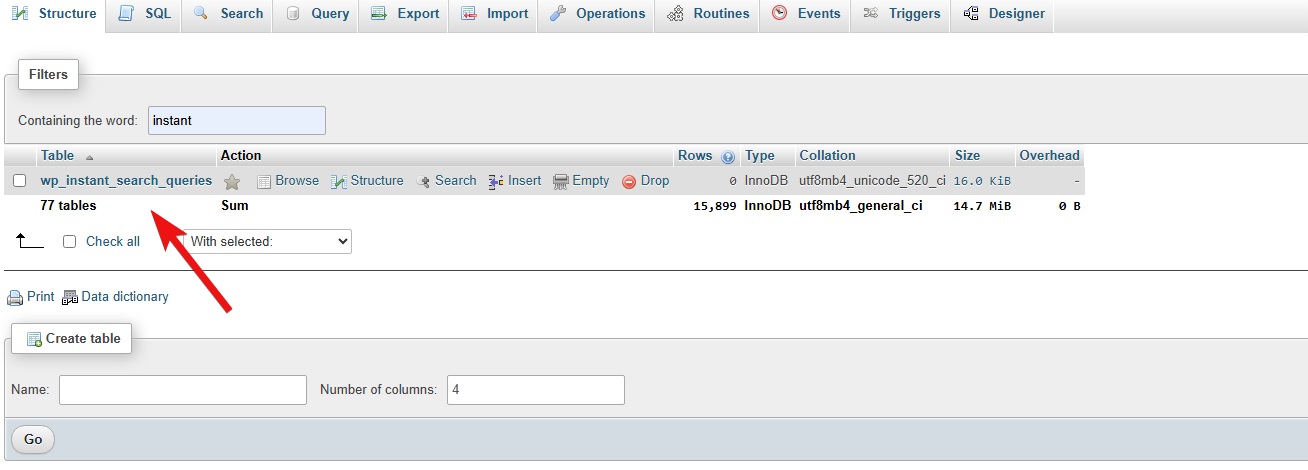 Structure SQL Search Query Export Import Operations Routines Events Triggers Designer
Filters
Containing the word: instant
Table Action Rows Type Collation Size Overhead
wp_instant_search_queries Browse Structure Search Insert Empty Drop 0 InnoDB utf8mb4_unicode_520_ci 16.0 KiB -
77 tables Sum 15,899 InnoDB utf8mb4_general_ci 14.7 MiB 0 B
Check all With selected:
Print Data dictionary
Create table
Name: Number of columns: 4
Go